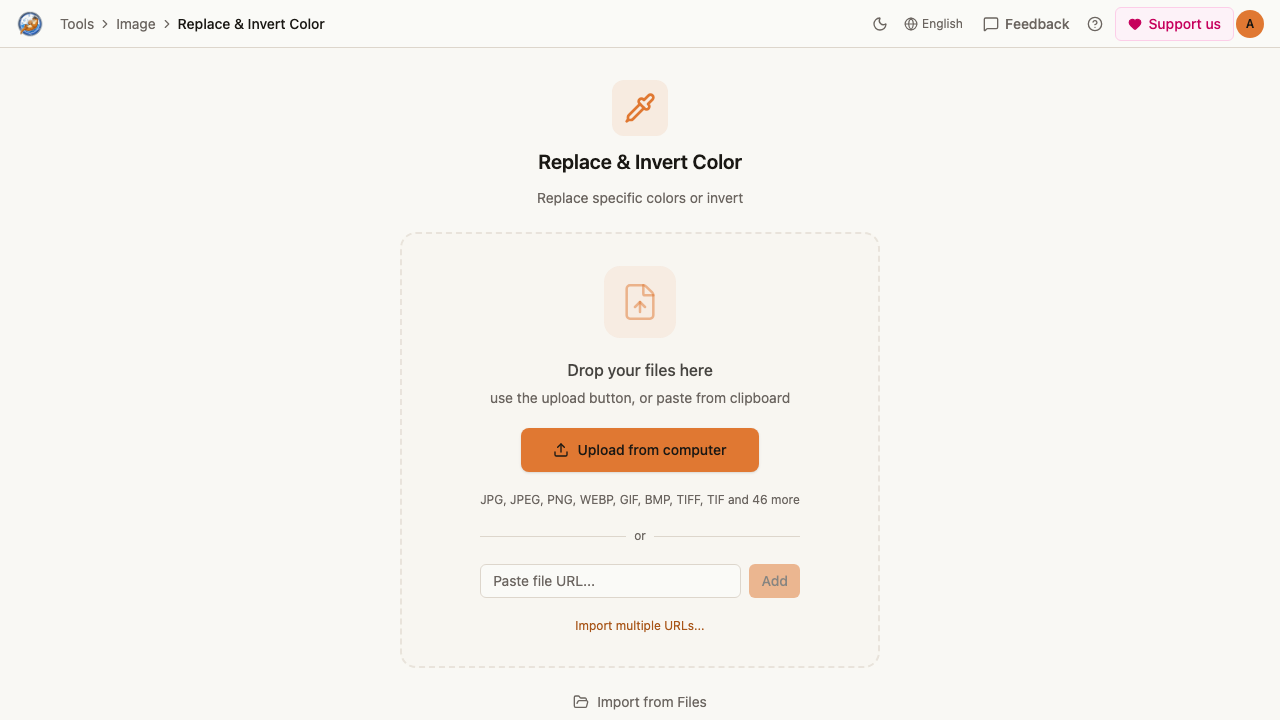 Tools > Image > Replace & Invert Color
English
Feedback
Support us
A
Replace & Invert Color
Replace specific colors or invert
Drop your files here
use the upload button, or paste from clipboard
Upload from computer
JPG, JPEG, PNG, WEBP, GIF, BMP, TIFF, TIF and 46 more
or
Paste file URL...
Add
Import multiple URLs...
Import from Files